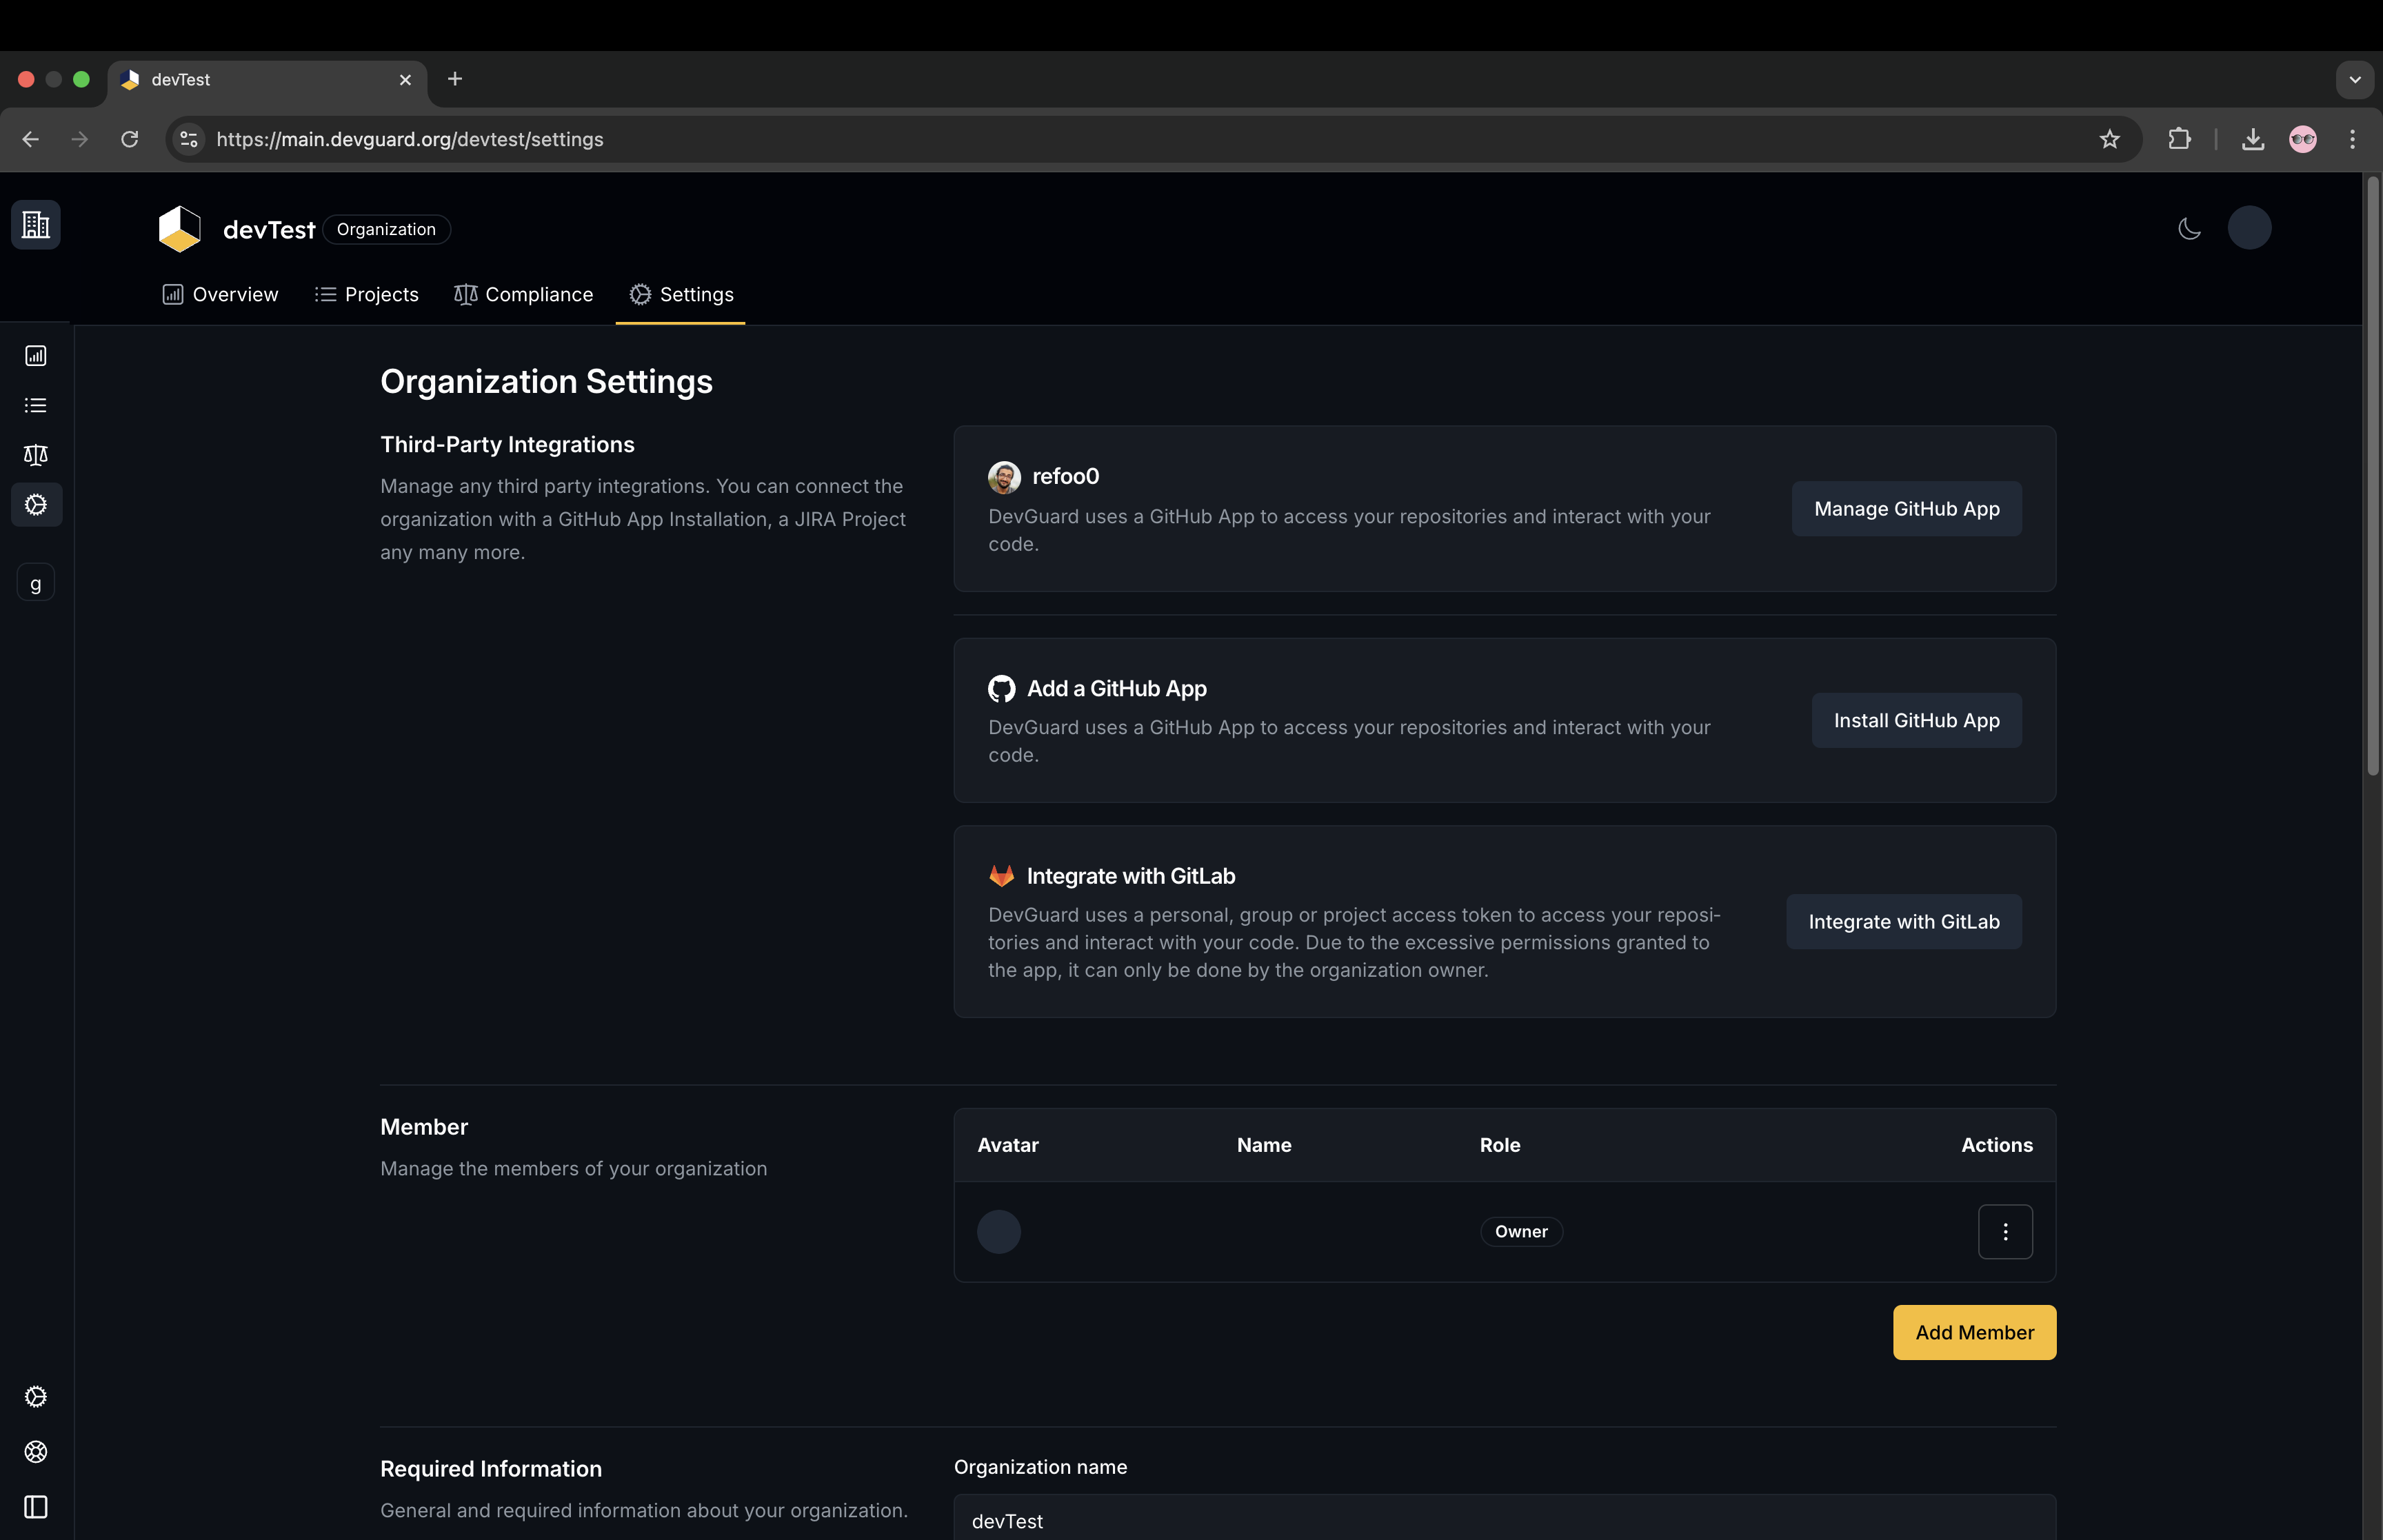 devTest
https://main.devguard.org/devtest/settings
devTest Organization
Overview Projects Compliance Settings
g
Organization Settings
Third-Party Integrations
Manage any third party integrations. You can connect the
organization with a GitHub App Installation, a JIRA Project
any many more.
refoo0
DevGuard uses a GitHub App to access your repositories and interact with your
code.
Manage GitHub App
Add a GitHub App
DevGuard uses a GitHub App to access your repositories and interact with your
code.
Install GitHub App
Integrate with GitLab
DevGuard uses a personal, group or project access token to access your reposi-
tories and interact with your code. Due to the excessive permissions granted to
the app, it can only be done by the organization owner.
Integrate with GitLab
Member
Manage the members of your organization
Avatar Name Role Actions
Owner
Add Member
Required Information
General and required information about your organization.
Organization name
devTest